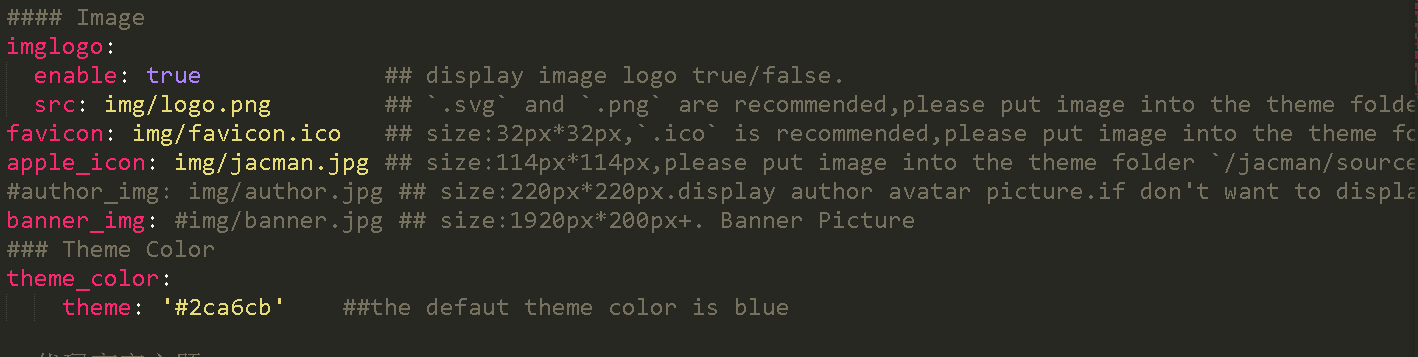 #### Image
imglogo:
  enable: true             ## display image logo true/false.
  src: img/logo.png        ## `.svg` and `.png` are recommended,please put image into the theme
favicon: img/favicon.ico   ## size:32px*32px,`.ico` is recommended,please put image into the theme
apple_icon: img/jacman.jpg ## size:114px*114px,please put image into the theme folder `/jacman/source
#author_img: img/author.jpg ## size:220px*220px.display author avatar picture.if don't want to
banner_img: #img/banner.jpg ## size:1920px*200px+. Banner Picture
### Theme Color
theme_color:
    theme: '#2ca6cb'    ##the defaut theme color is blue